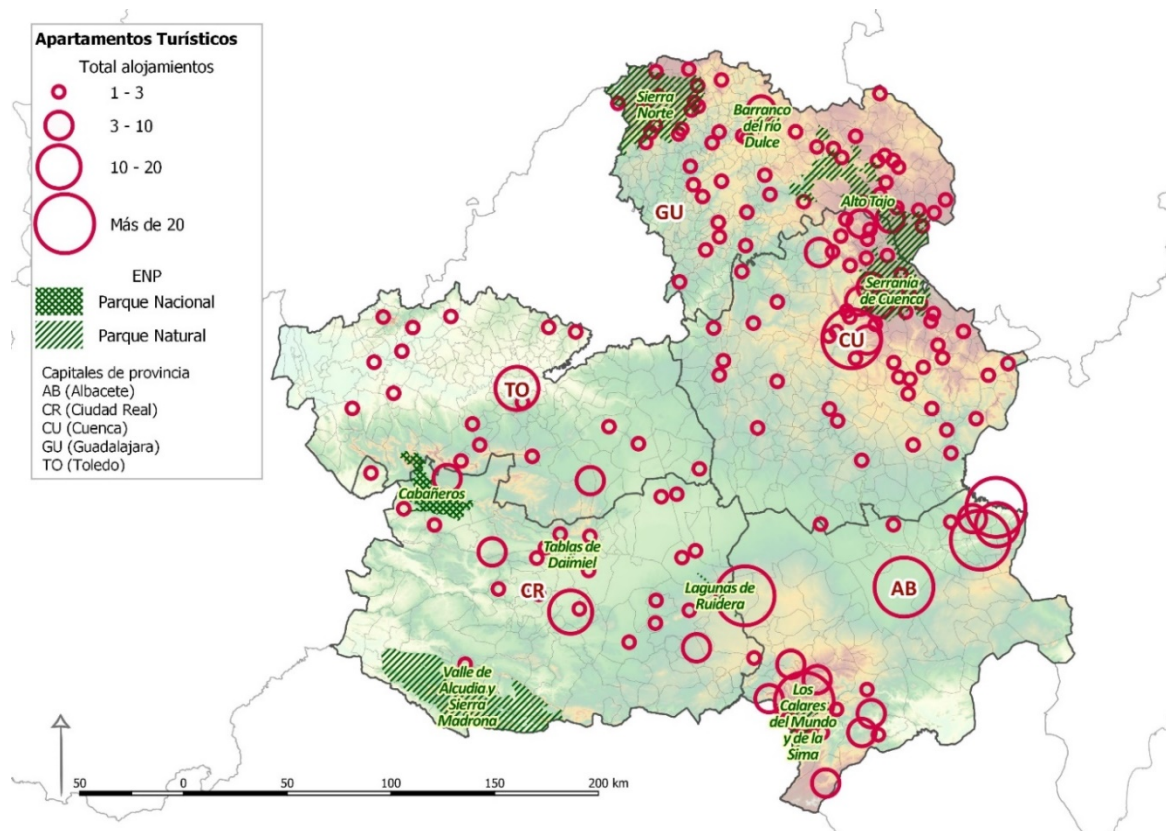 Apartamentos Turísticos
Total alojamientos
1 - 3
3 - 10
10 - 20
Más de 20
ENP
Parque Nacional
Parque Natural
Capitales de provincia
AB (Albacete)
CR (Ciudad Real)
CU (Cuenca)
GU (Guadalajara)
TO (Toledo)
Sierra
Norte
Barranco
del río
Dulce
Alto Tajo
GU
Serranía
de Cuenca
CU
TO
Cabañeros
Tablas de
Daimiel
CR
Lagunas de
Ruidera
AB
Valle de
Alcudia y
Sierra
Madrona
Los
Calares
del Mundo
y de la
Sima
50 0 50 100 150 200 km